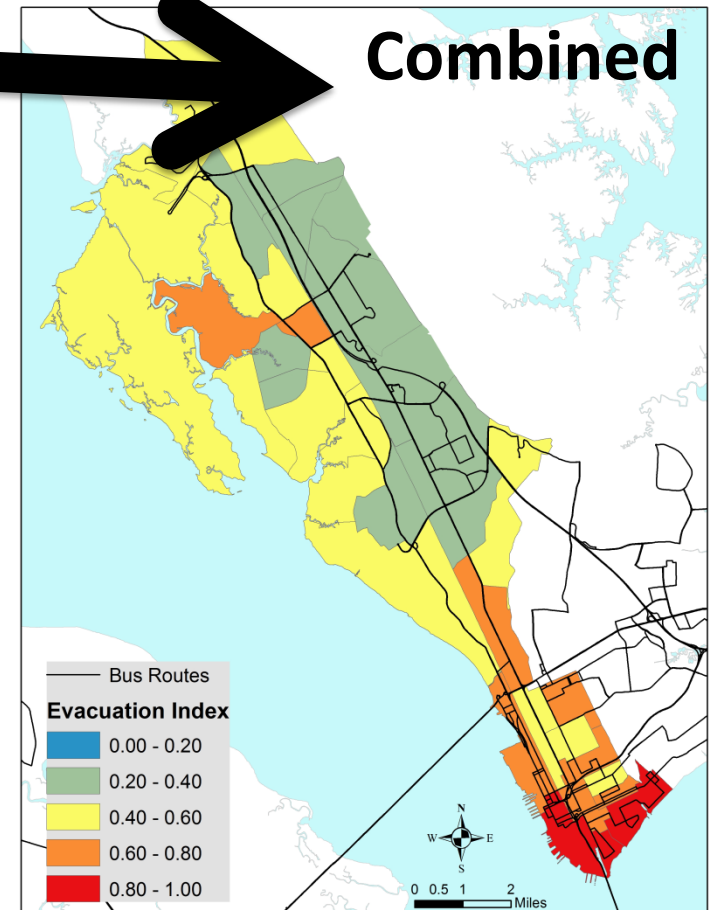 Combined
Bus Routes
Evacuation Index
0.00 - 0.20
0.20 - 0.40
0.40 - 0.60
0.60 - 0.80
0.80 - 1.00
N
W E
S
0 0.5 1 2
Miles